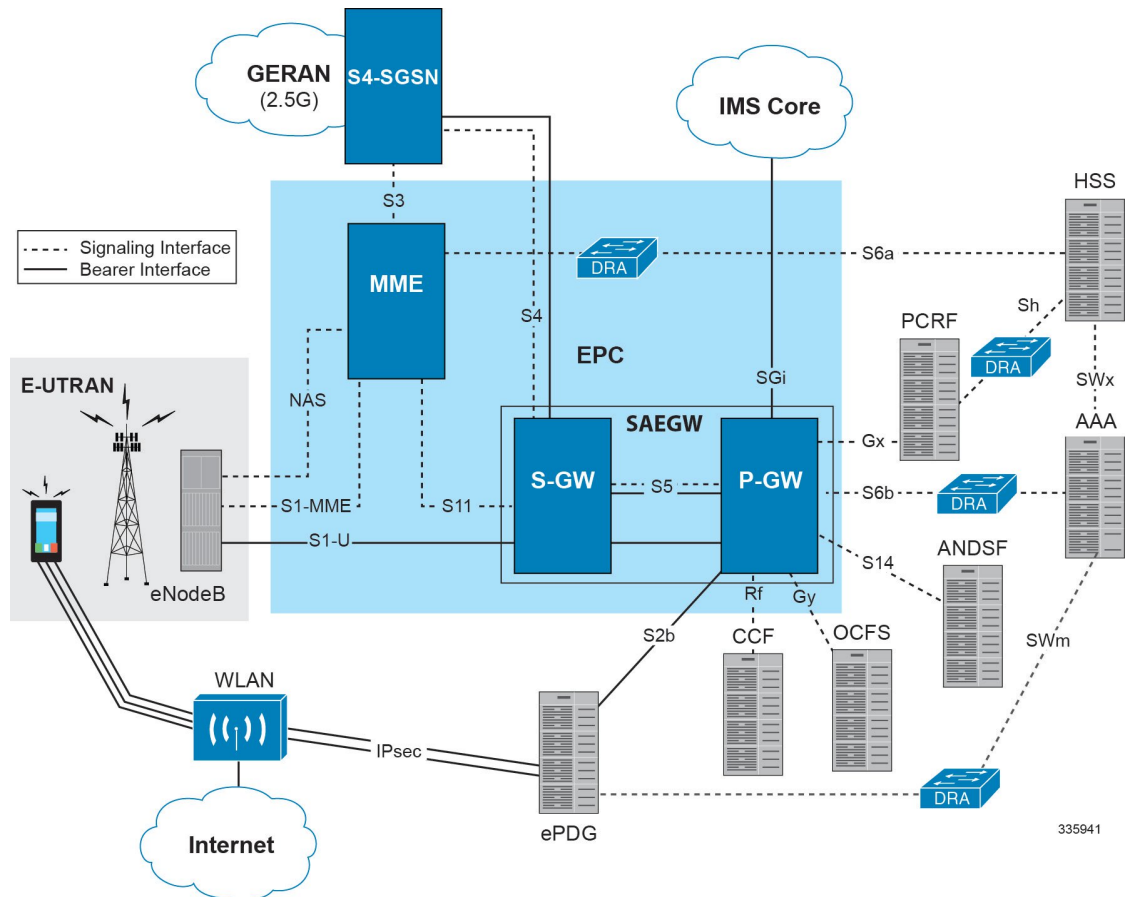 GERAN
(2.5G)
S4-SGSN
IMS Core
HSS
S3
Signaling Interface
Bearer Interface
MME
DRA
S6a
S4
Sh
PCRF
DRA
EPC
SWx
E-UTRAN
NAS
SGi
AAA
SAEGW
Gx
S-GW
S5
P-GW
S6b
DRA
S1-MME
S11
S1-U
eNodeB
S14
ANDSF
Rf
Gy
S2b
CCF
OCFS
SWm
WLAN
IPsec
DRA
Internet
ePDG
335941